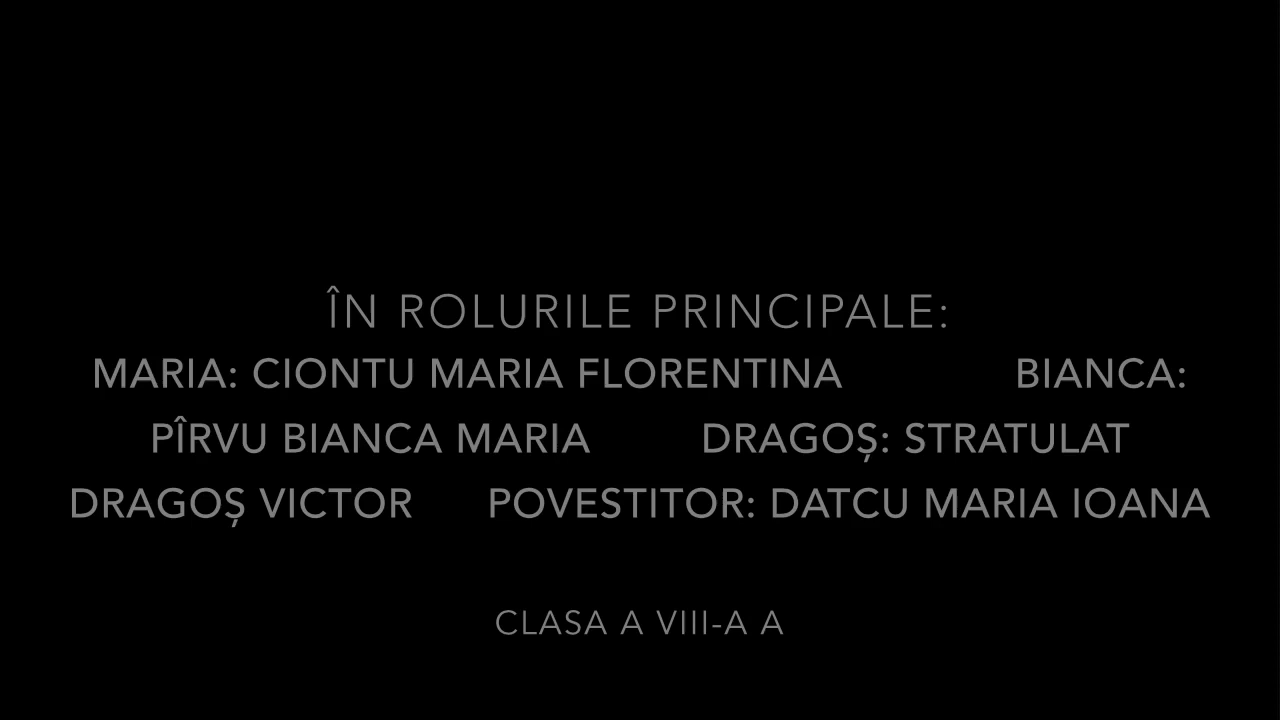 ÎN ROLURILE PRINCIPALE:
MARIA: CIONTU MARIA FLORENTINA BIANCA:
PÎRVU BIANCA MARIA DRAGOȘ: STRATULAT
DRAGOȘ VICTOR POVESTITOR: DATCU MARIA IOANA
CLASA A VIII-A A